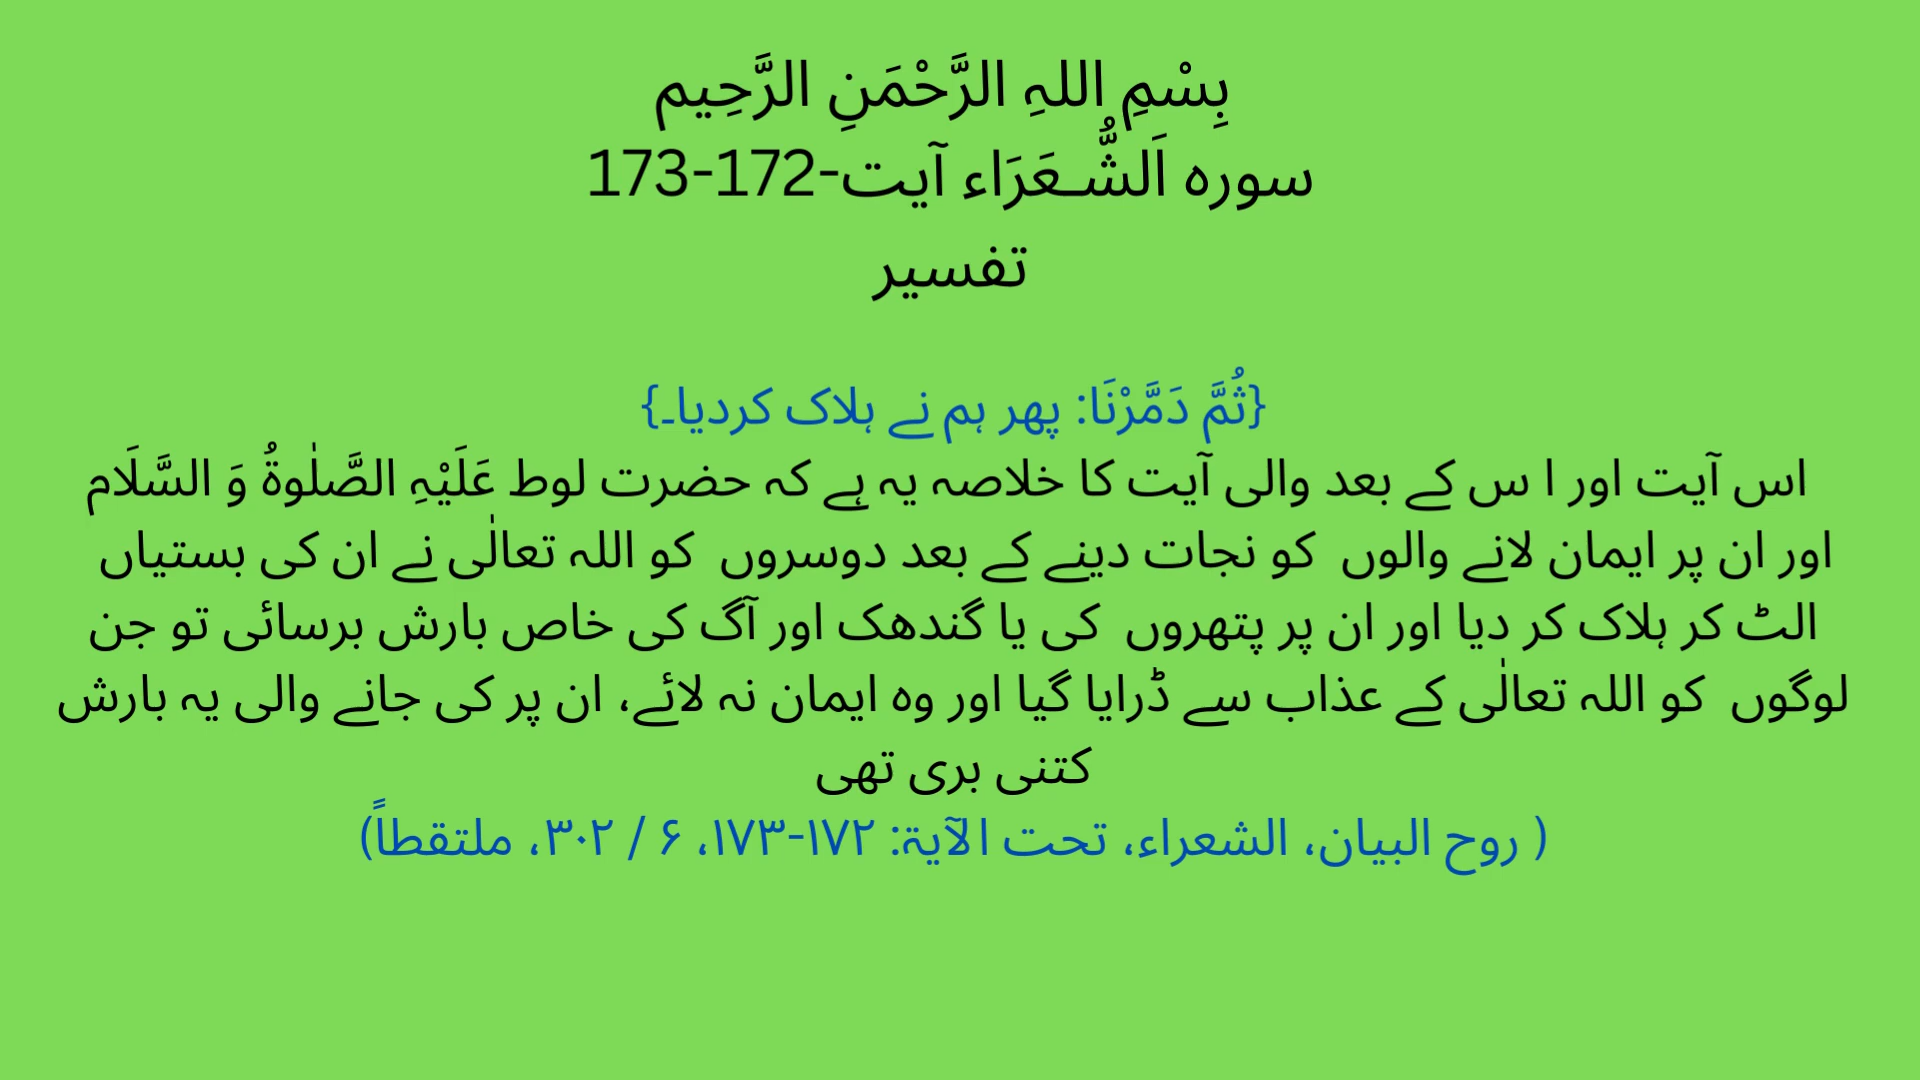 بِسْمِ اللہِ الرَّحْمَنِ الرَّحِیم
سورہ اَلشُّـعَرَاء آیت-172-173
تفسیر
{ثُمَّ دَمَّرْنَا: پھر ہم نے ہلاک کردیا۔}
اس آیت اور ا س کے بعد والی آیت کا خلاصہ یہ ہے کہ حضرت لوط عَلَیْہِ الصَّلٰوۃُ وَ السَّلَام
اور ان پر ایمان لانے والوں کو نجات دینے کے بعد دوسروں کو اللہ تعالٰی نے ان کی بستیاں
الٹ کر ہلاک کر دیا اور ان پر پتھروں کی یا گندھک اور آگ کی خاص بارش برسائی تو جن
لوگوں کو اللہ تعالٰی کے عذاب سے ڈرایا گیا اور وہ ایمان نہ لائے، ان پر کی جانے والی یہ بارش
کتنی بری تھی
( روح البیان، الشعراء، تحت الآیۃ: ۱۷۲-۱۷۳، ۶ / ۳۰۲، ملتقطاً)